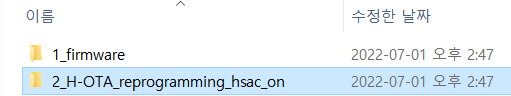 이름 수정한 날짜
1_firmware 2022-07-01 오후 2:47
2_H-OTA_reprogramming_hsac_on 2022-07-01 오후 2:47